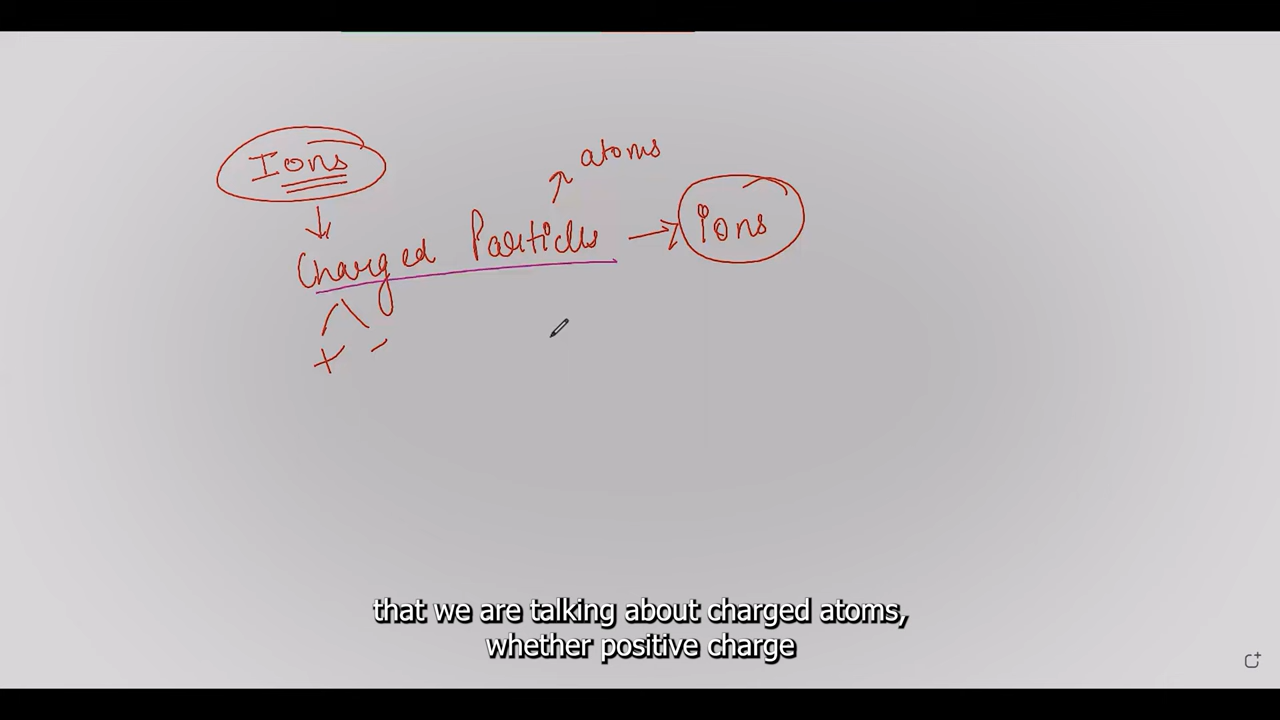 Ions
atoms
Charged Particles → ions
+ -
that we are talking about charged atoms,
whether positive charge